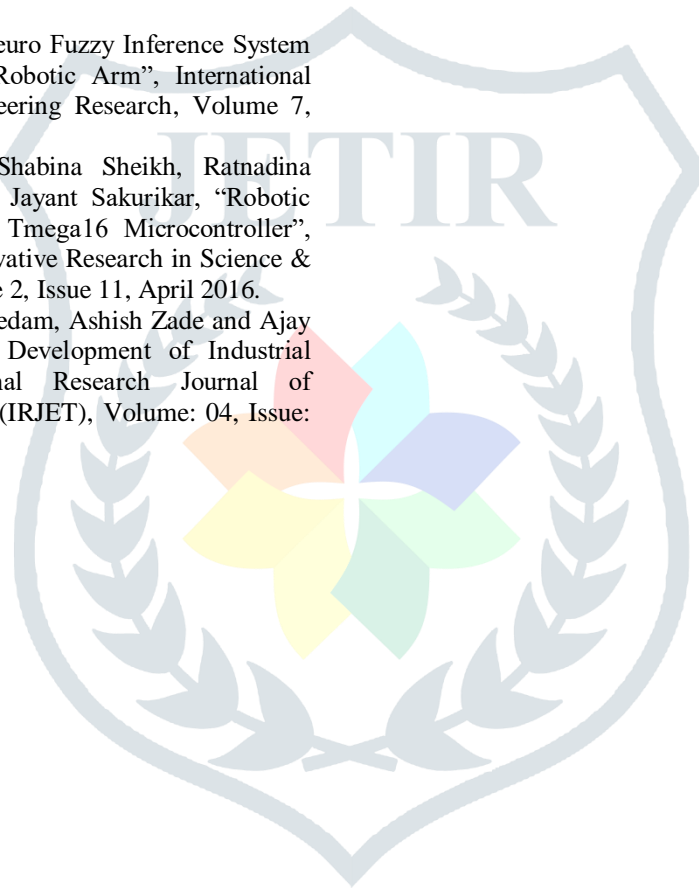 euro Fuzzy Inference System
Robotic Arm”, International
eering Research, Volume 7,
Shabina Sheikh, Ratnadina
Jayant Sakurikar, “Robotic
Tmega16 Microcontroller”,
vative Research in Science &
e 2, Issue 11, April 2016.
edam, Ashish Zade and Ajay
Development of Industrial
nal Research Journal of
(IRJET), Volume: 04, Issue:
JETIR